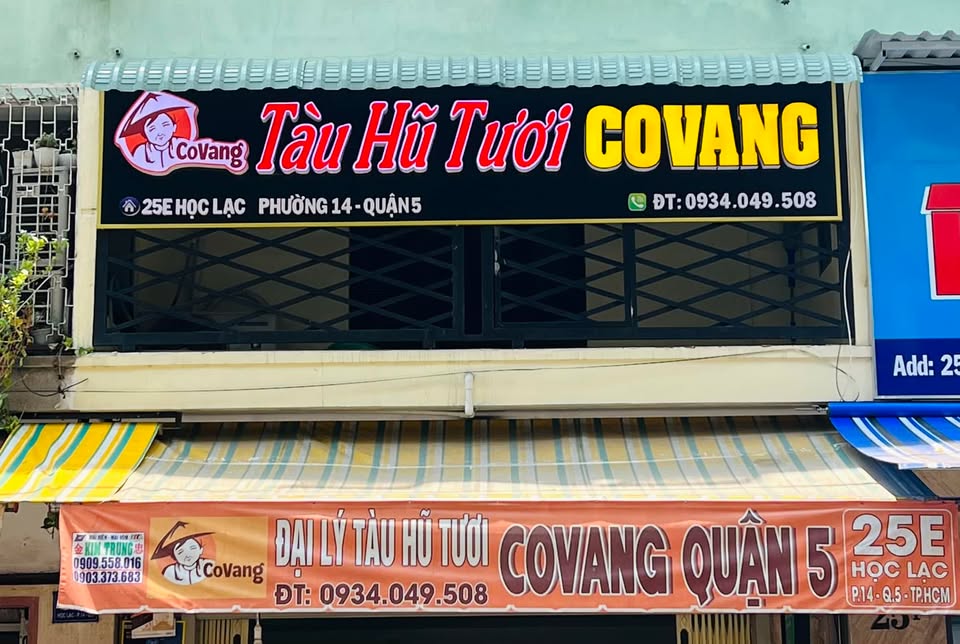 CoVang
Tàu Hũ Tươi COVANG
25E HỌC LẠC PHƯỜNG 14 - QUẬN 5
ĐT: 0934.049.508
Add: 25
KIM TRUNG
0909.558.016
0903.373.683
CoVang
ĐẠI LÝ TÀU HŨ TƯƠI
ĐT: 0934.049.508
COVANG QUẬN 5
25E
HỌC LẠC
P.14 - Q.5 - TP.HCM